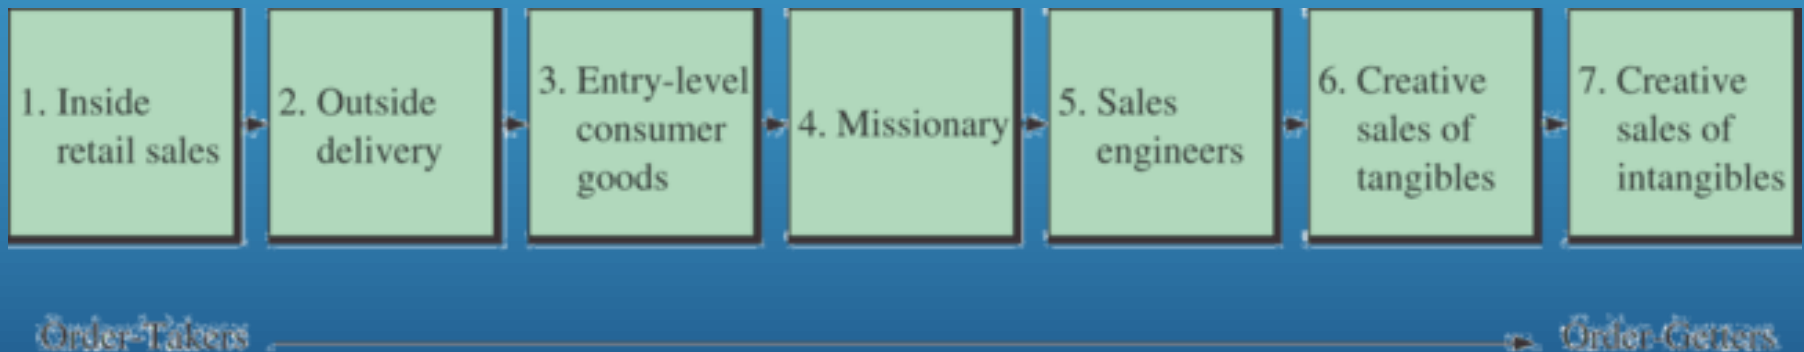 1. Inside
retail sales
2. Outside
delivery
3. Entry-level
consumer
goods
4. Missionary
5. Sales
engineers
6. Creative
sales of
tangibles
7. Creative
sales of
intangibles
Order-Takers
Order-Getters